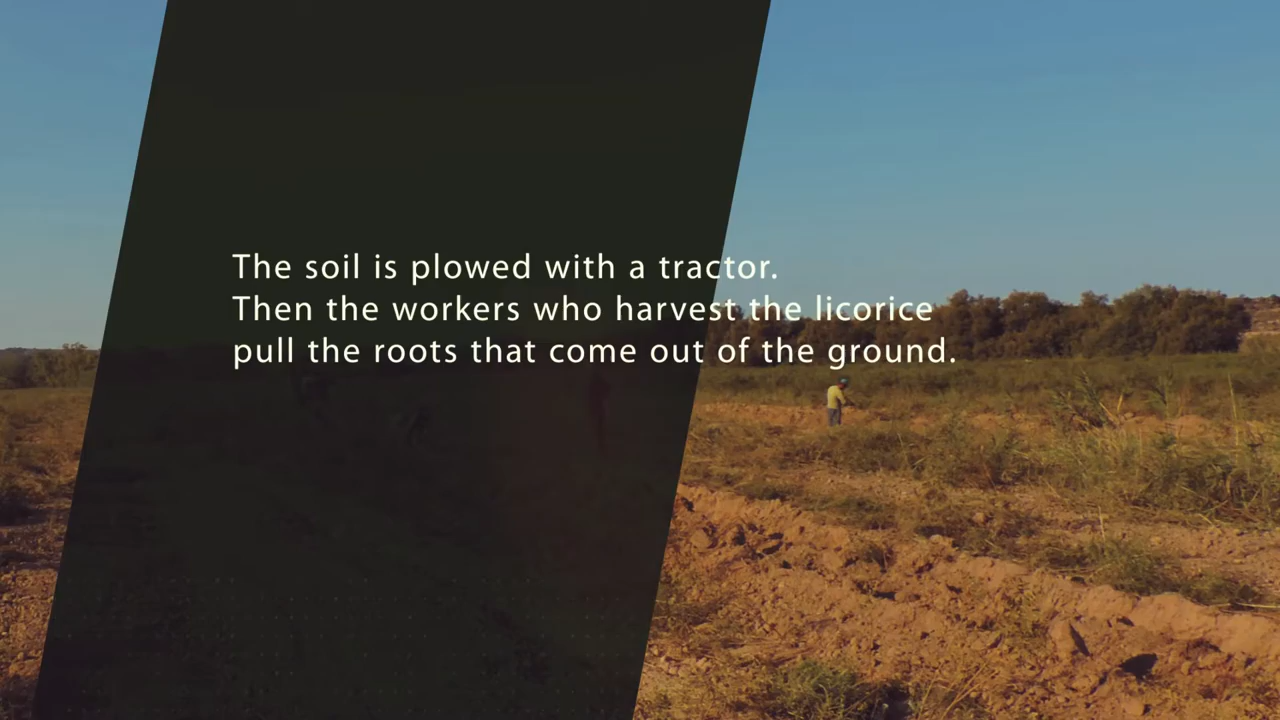 The soil is plowed with a tractor.
Then the workers who harvest the licorice
pull the roots that come out of the ground.